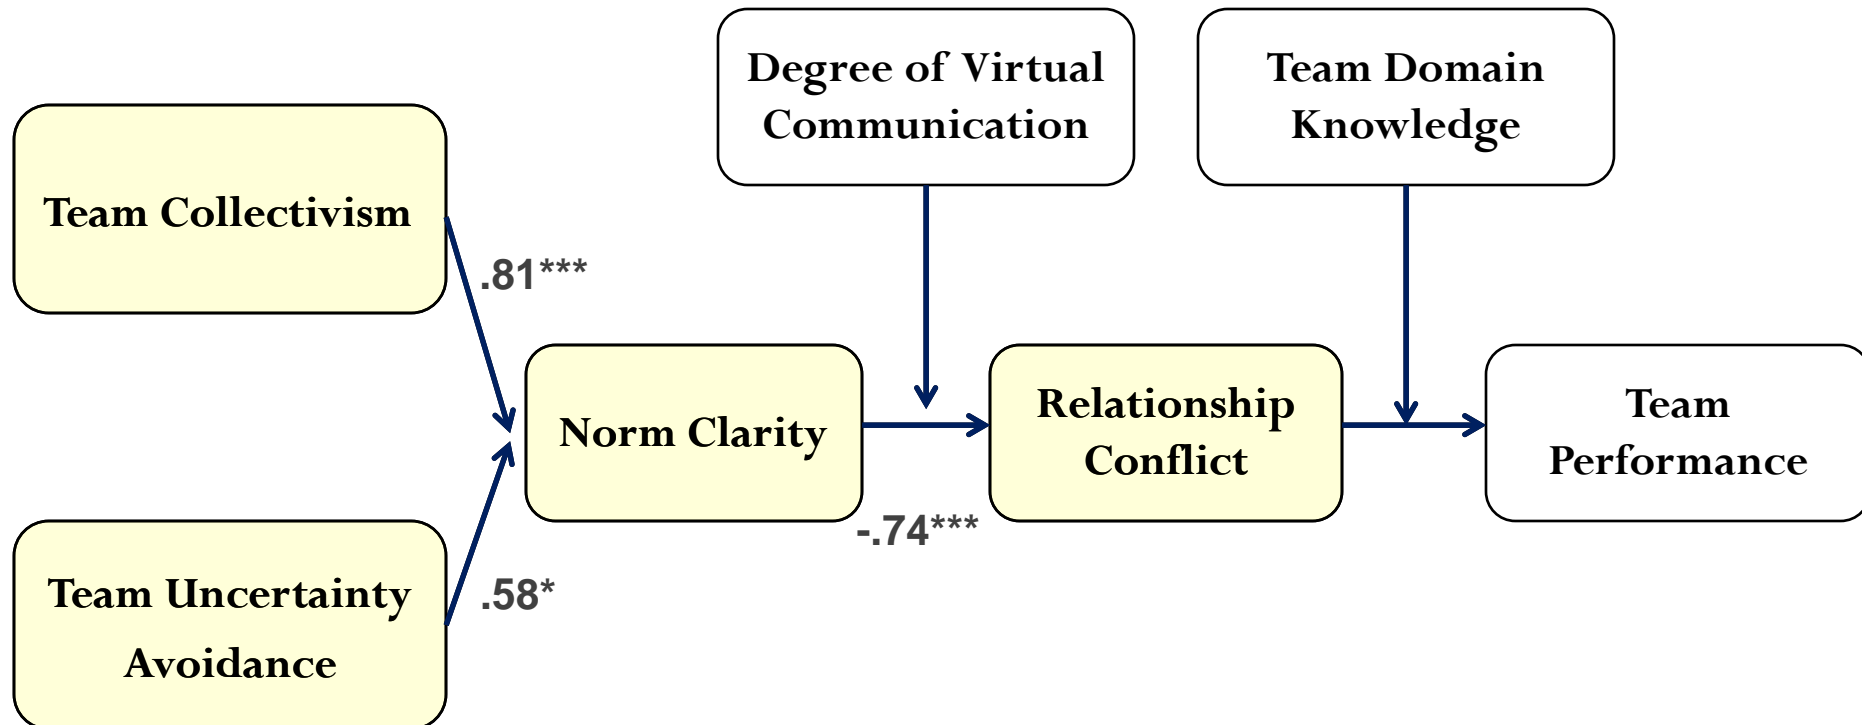 Degree of Virtual
Communication
Team Domain
Knowledge
Team Collectivism
.81***
Norm Clarity
Relationship
Conflict
Team
Performance
-.74***
Team Uncertainty
Avoidance
.58*